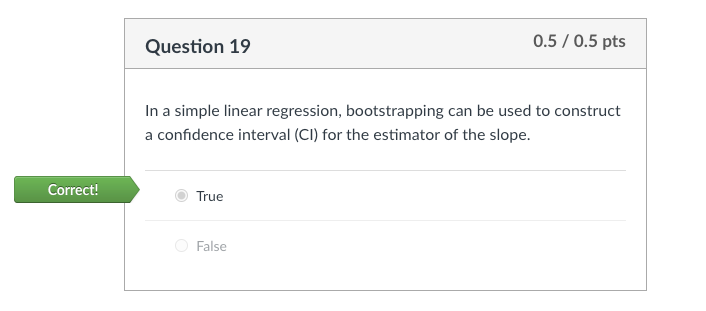 Question 19
0.5 / 0.5 pts
In a simple linear regression, bootstrapping can be used to construct
a confidence interval (CI) for the estimator of the slope.
Correct!
True
False